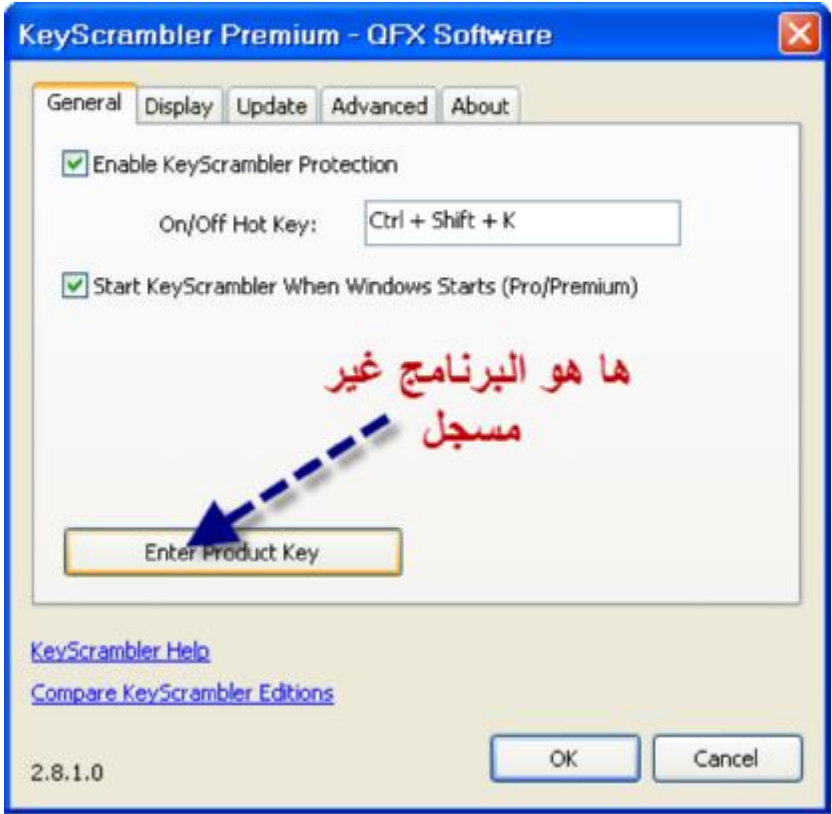 KeyScrambler Premium - QFX Software
General Display Update Advanced About
Enable KeyScrambler Protection
On/Off Hot Key: Ctrl + Shift + K
Start KeyScrambler When Windows Starts (Pro/Premium)
ها هو البرنامج غير
مسجل
Enter Product Key
KeyScrambler Help
Compare KeyScrambler Editions
OK Cancel
2.8.1.0